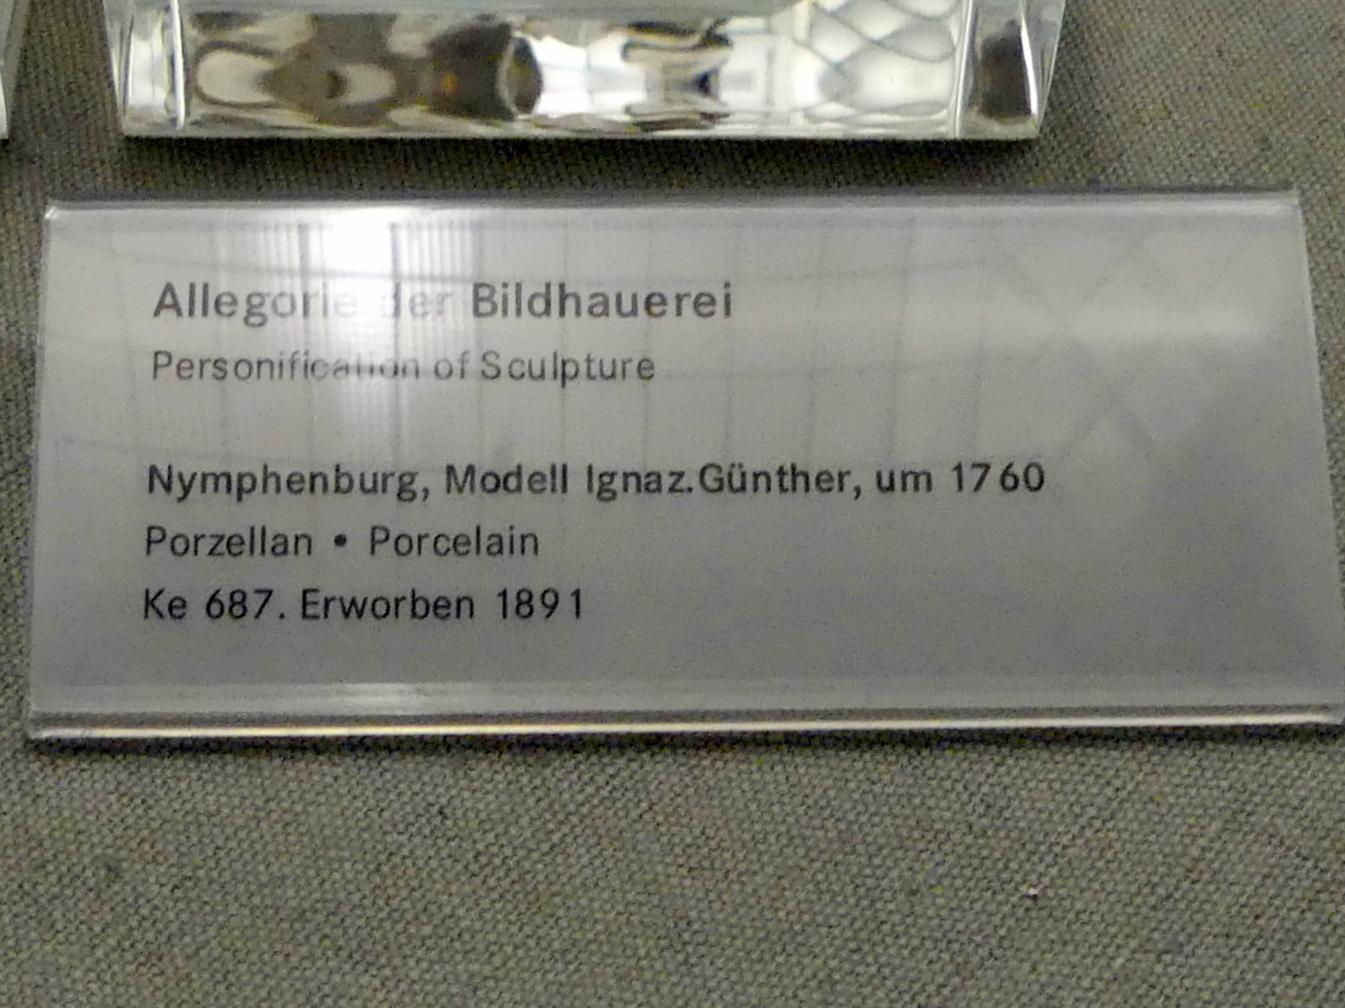 Allegorie der Bildhauerei
Personification of Sculpture
Nymphenburg, Modell Ignaz.Günther, um 1760
Porzellan • Porcelain
Ke 687. Erworben 1891